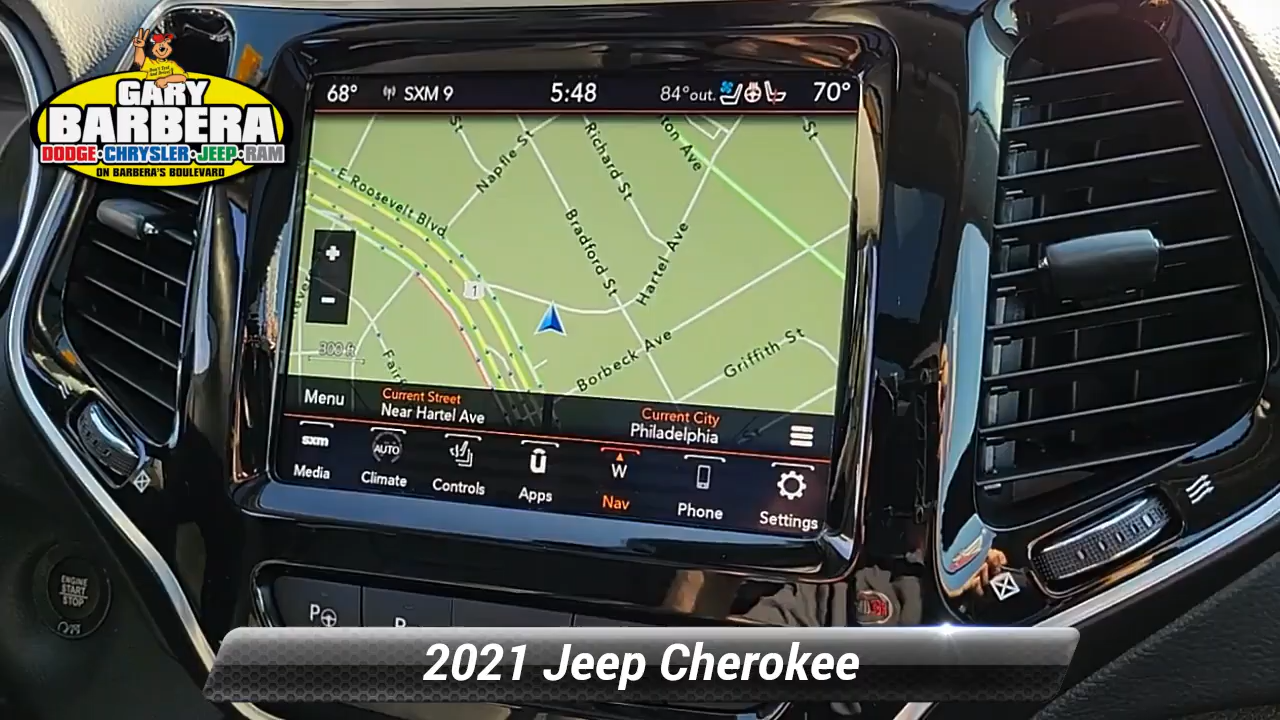 GARY
BARBERA
DODGE·CHRYSLER·JEEP·RAM
ON BARBERA'S BOULEVARD
68° SXM 9 5:48 84°out. 70°
St
Napfle St
Richard St
ton Ave
St
E Roosevelt Blvd
Bradford St
Hartel Ave
+
1
-
300 ft
Borbeck Ave
Griffith St
Menu
Current Street
Near Hartel Ave
Current City
Philadelphia
sxm
AUTO
W
Media
Climate
Controls
Apps
Nav
Phone
Settings
ENGINE
START
STOP
P
P
2021 Jeep Cherokee